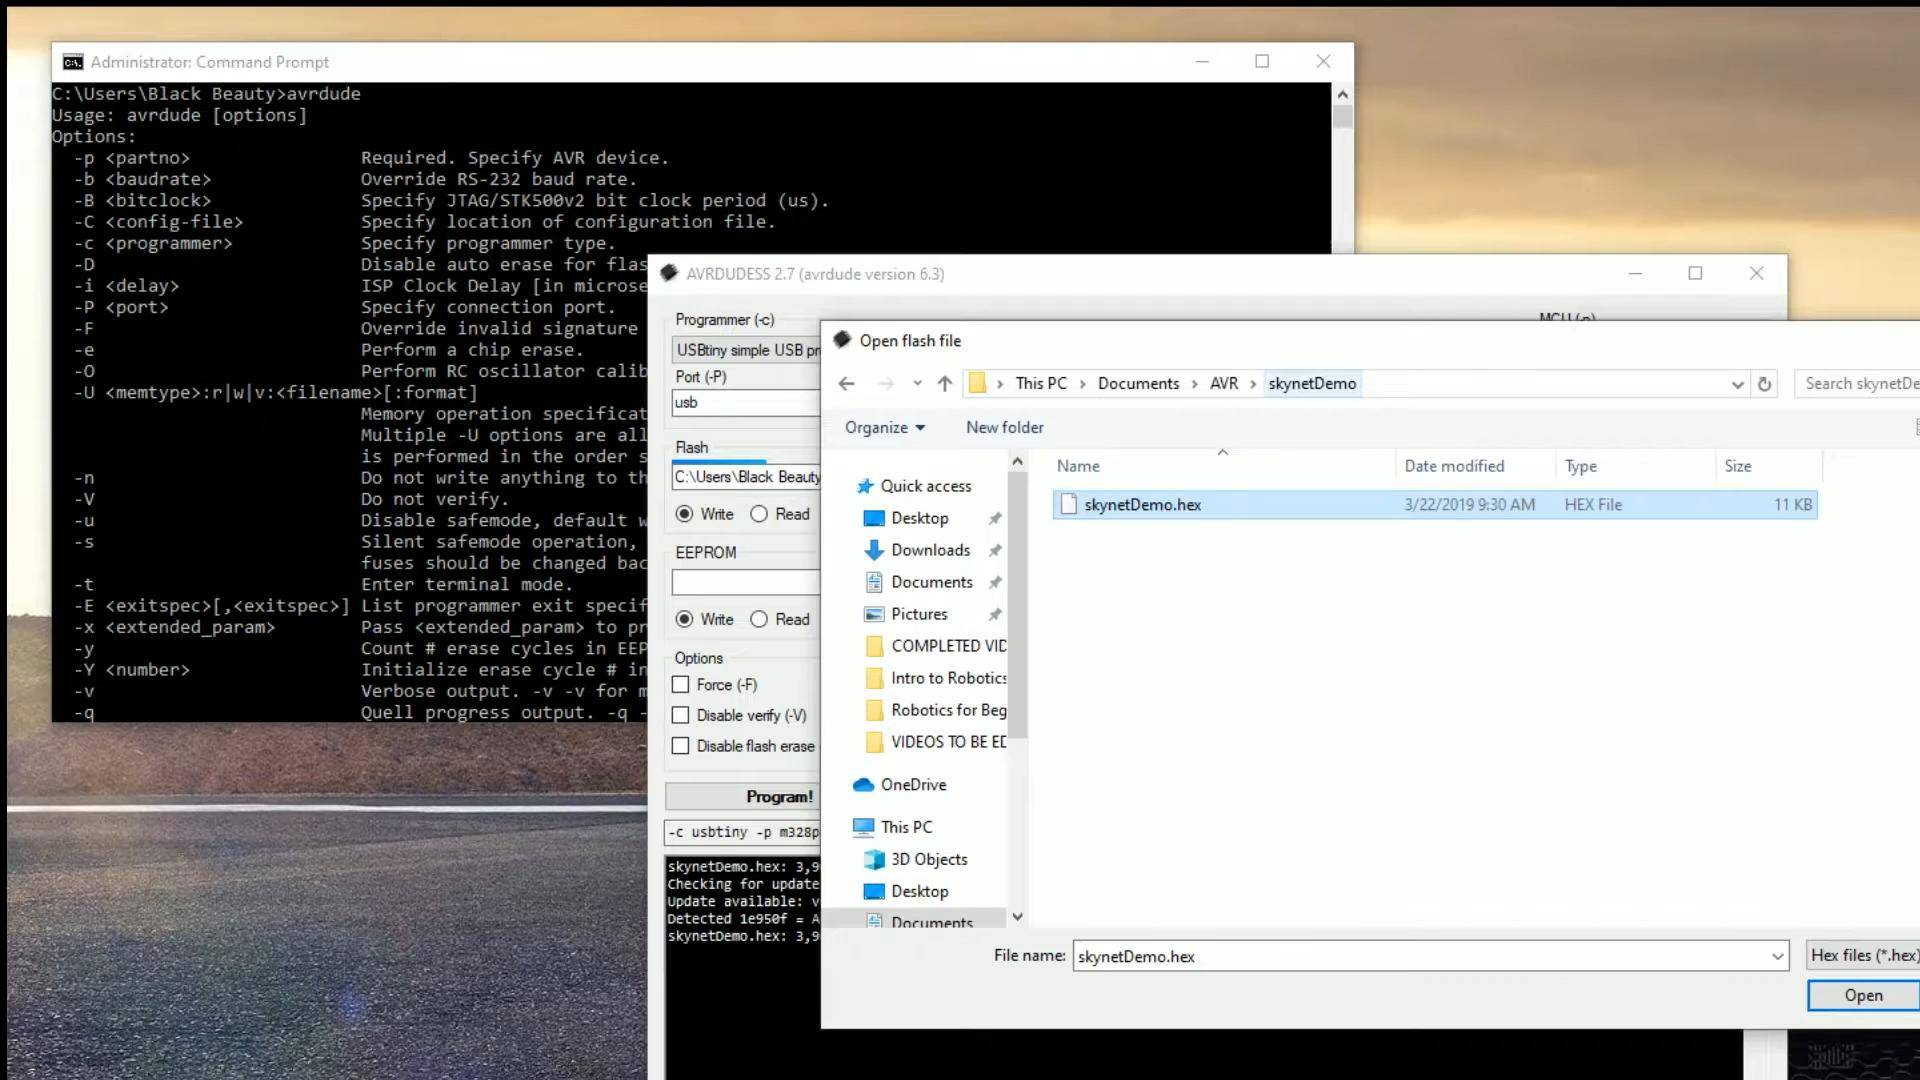 Administrator: Command Prompt
C:\Users\Black Beauty>avrdude
Usage: avrdude [options]
Options:
-p <partno> Required. Specify AVR device.
-b <baudrate> Override RS-232 baud rate.
-B <bitclock> Specify JTAG/STK500v2 bit clock period (us).
-C <config-file> Specify location of configuration file.
-c <programmer> Specify programmer type.
-D Disable auto erase for flas
-i <delay> ISP Clock Delay [in microse
-P <port> Specify connection port.
-F Override invalid signature
-e Perform a chip erase.
-O Perform RC oscillator calib
-U <memtype>:r|w|v:<filename>[:format]
Memory operation specificat
Multiple -U options are all
is performed in the order s
-n Do not write anything to th
-V Do not verify.
-u Disable safemode, default w
-s Silent safemode operation,
fuses should be changed bac
-t Enter terminal mode.
-E <exitspec>[,<exitspec>] List programmer exit specif
-x <extended_param> Pass <extended_param> to pr
-y Count # erase cycles in EEP
-Y <number> Initialize erase cycle # in
-v Verbose output. -v -v for m
-q Quell progress output. -q -
AVRDUDESS 2.7 (avrdude version 6.3)
Programmer (-c)
MCU (-p)
USBtiny simple USB pr
Port (-P)
usb
Flash
C:\Users\Black Beauty
Write Read
EEPROM
Write Read
Options
Force (-F)
Disable verify (-V)
Disable flash erase
Program!
-c usbtiny -p m328p
skynetDemo.hex: 3,9
Checking for update
Update available: v
Detected 1e950f = A
skynetDemo.hex: 3,9
Open flash file
This PC > Documents > AVR > skynetDemo
Search skynetDe
Organize New folder
Name Date modified Type Size
skynetDemo.hex 3/22/2019 9:30 AM HEX File 11 KB
Quick access
Desktop
Downloads
Documents
Pictures
COMPLETED VID
Intro to Robotics
Robotics for Beg
VIDEOS TO BE ED
OneDrive
This PC
3D Objects
Desktop
Documents
File name: skynetDemo.hex
Hex files (*.hex)
Open